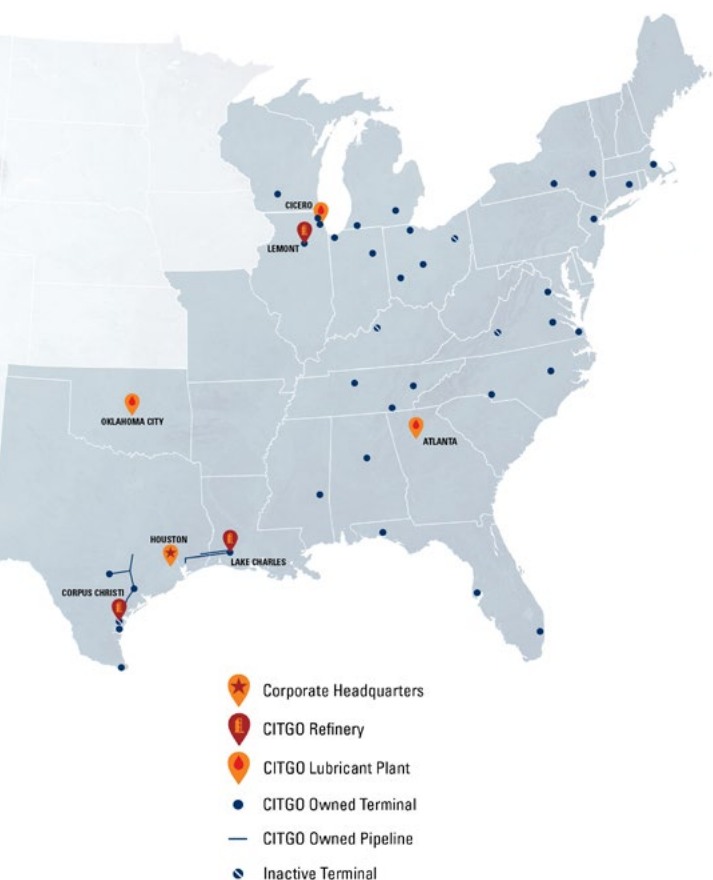 CICERO
LEMONT
OKLAHOMA CITY
ATLANTA
HOUSTON
LAKE CHARLES
CORPUS CHRISTI
Corporate Headquarters
CITGO Refinery
CITGO Lubricant Plant
CITGO Owned Terminal
CITGO Owned Pipeline
Inactive Terminal